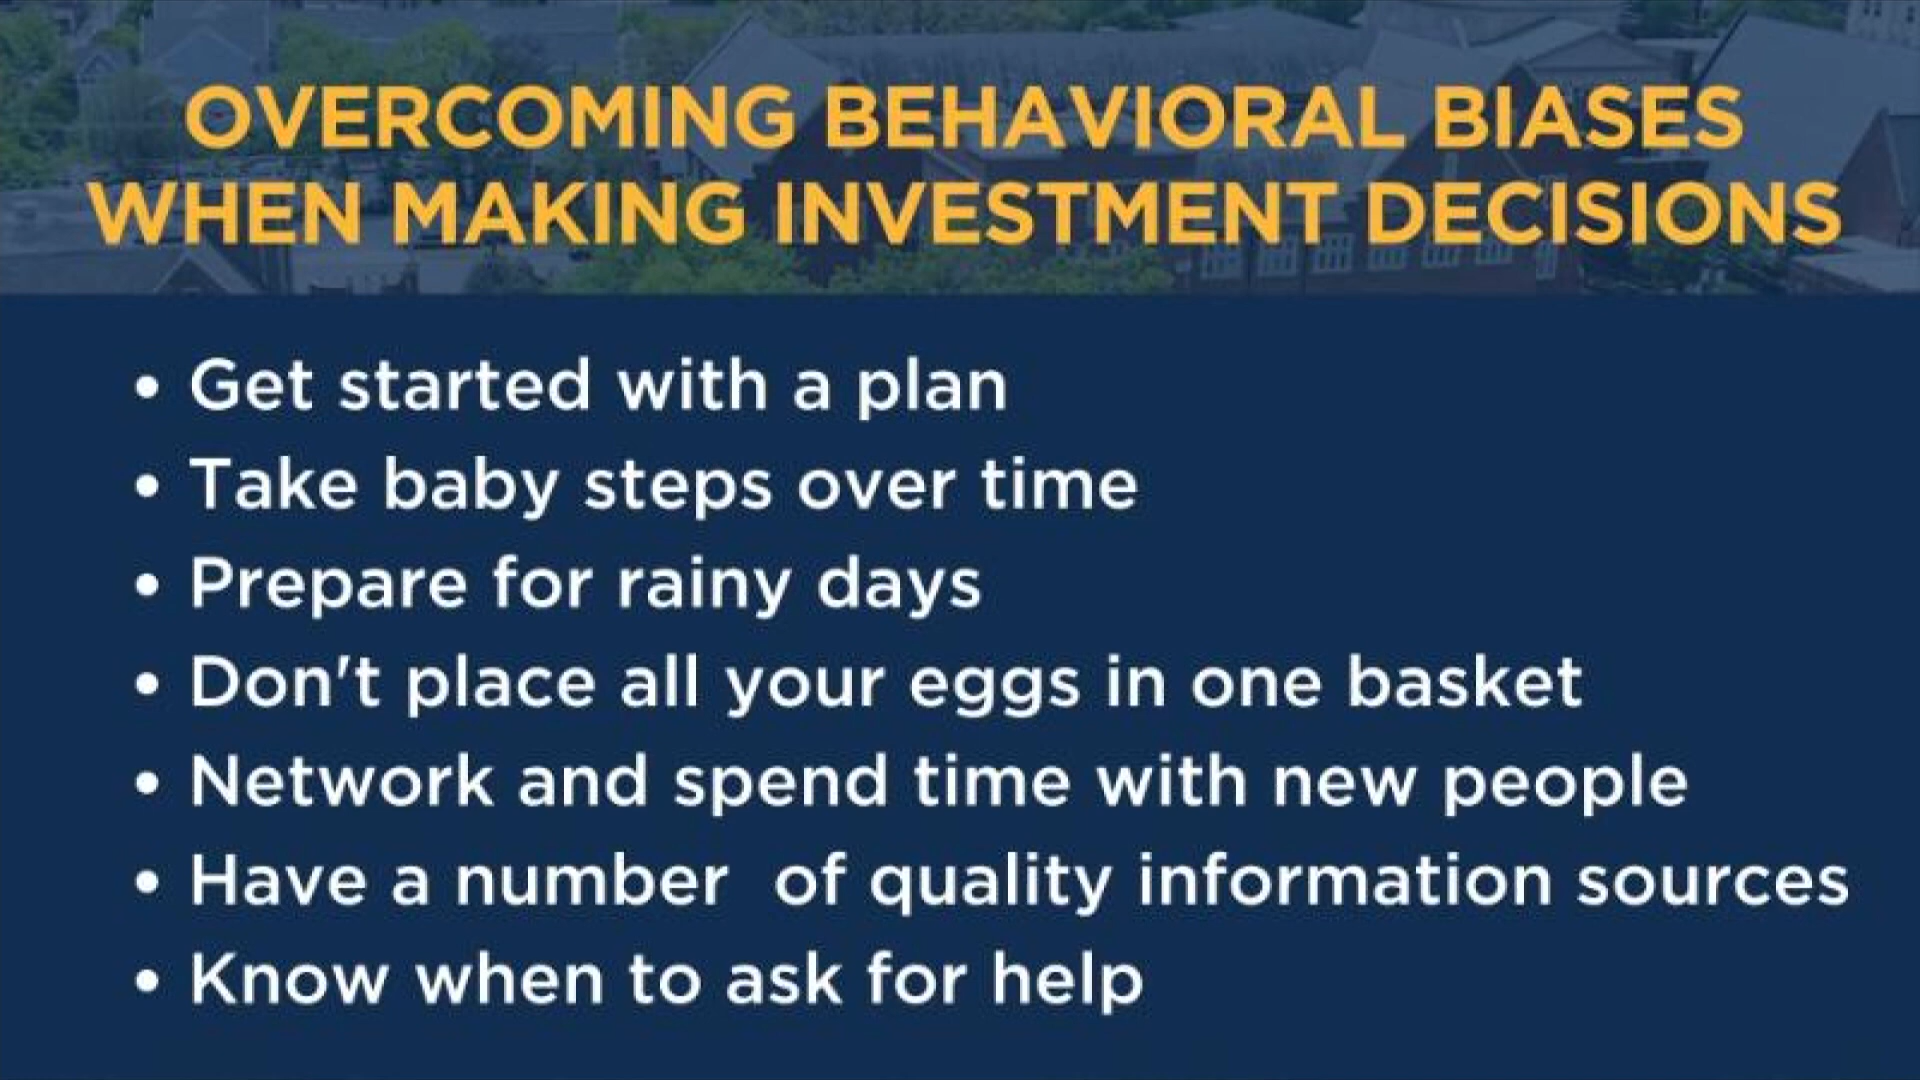 OVERCOMING BEHAVIORAL BIASES
WHEN MAKING INVESTMENT DECISIONS
• Get started with a plan
• Take baby steps over time
• Prepare for rainy days
• Don't place all your eggs in one basket
• Network and spend time with new people
• Have a number  of quality information sources
• Know when to ask for help